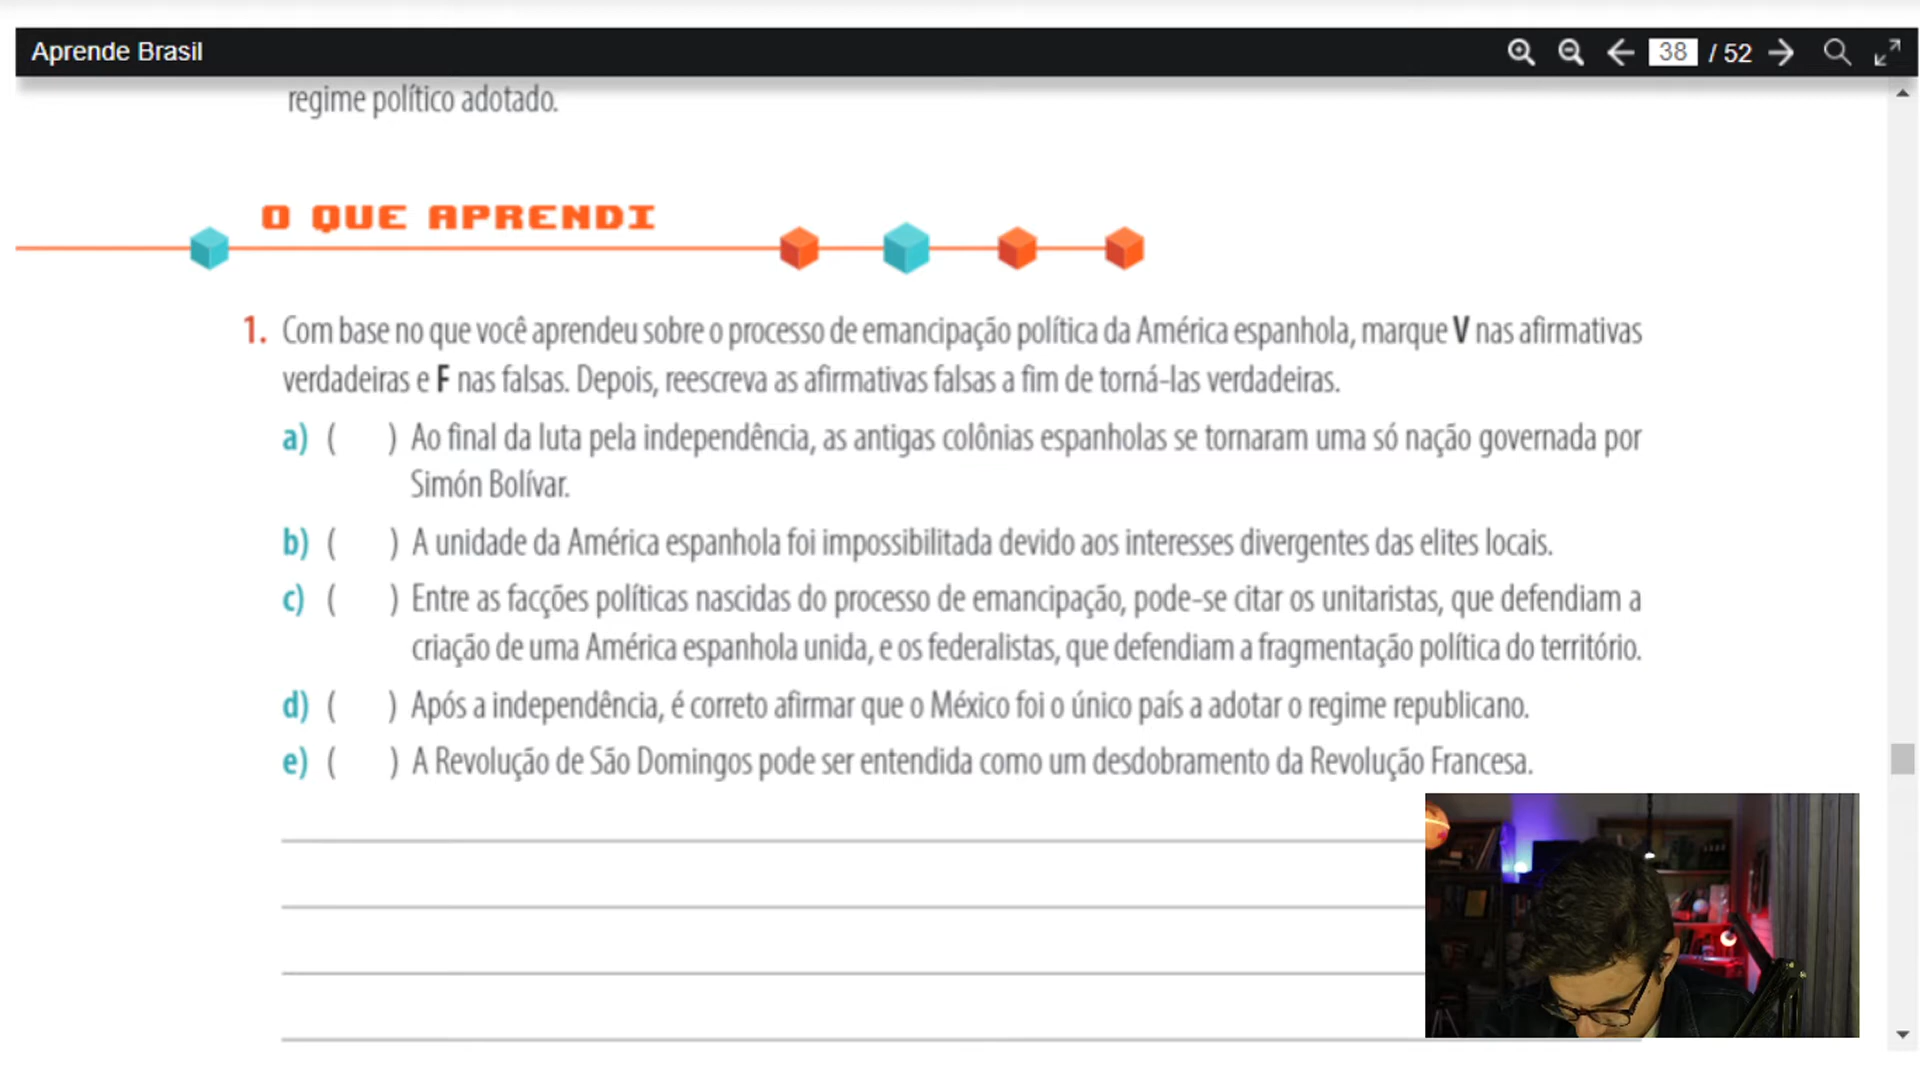 Aprende Brasil
38 / 52
regime político adotado.
O QUE APRENDI
1. Com base no que você aprendeu sobre o processo de emancipação política da América espanhola, marque V nas afirmativas
verdadeiras e F nas falsas. Depois, reescreva as afirmativas falsas a fim de torná-las verdadeiras.
a) ( ) Ao final da luta pela independência, as antigas colônias espanholas se tornaram uma só nação governada por
Simón Bolívar.
b) ( ) A unidade da América espanhola foi impossibilitada devido aos interesses divergentes das elites locais.
c) ( ) Entre as facções políticas nascidas do processo de emancipação, pode-se citar os unitaristas, que defendiam a
criação de uma América espanhola unida, e os federalistas, que defendiam a fragmentação política do território.
d) ( ) Após a independência, é correto afirmar que o México foi o único país a adotar o regime republicano.
e) ( ) A Revolução de São Domingos pode ser entendida como um desdobramento da Revolução Francesa.